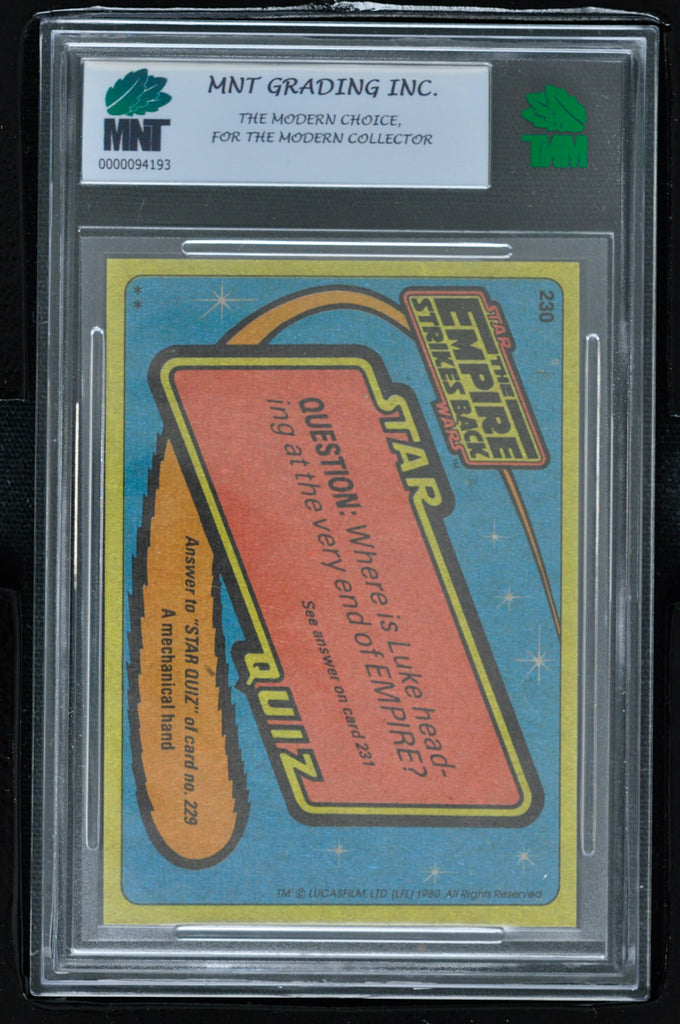 MNT GRADING INC.
THE MODERN CHOICE,
FOR THE MODERN COLLECTOR
MNT
0000094193
MNT
230
STAR
THE
EMPIRE
STRIKES BACK
WARS™
**
STAR
QUESTION: Where is Luke head-
ing at the very end of EMPIRE?
See answer on card 231
QUIZ
Answer to "STAR QUIZ" of card no. 229
A mechanical hand
TM: © LUCASFILM, LTD. (LFL) 1980 All Rights Reserved